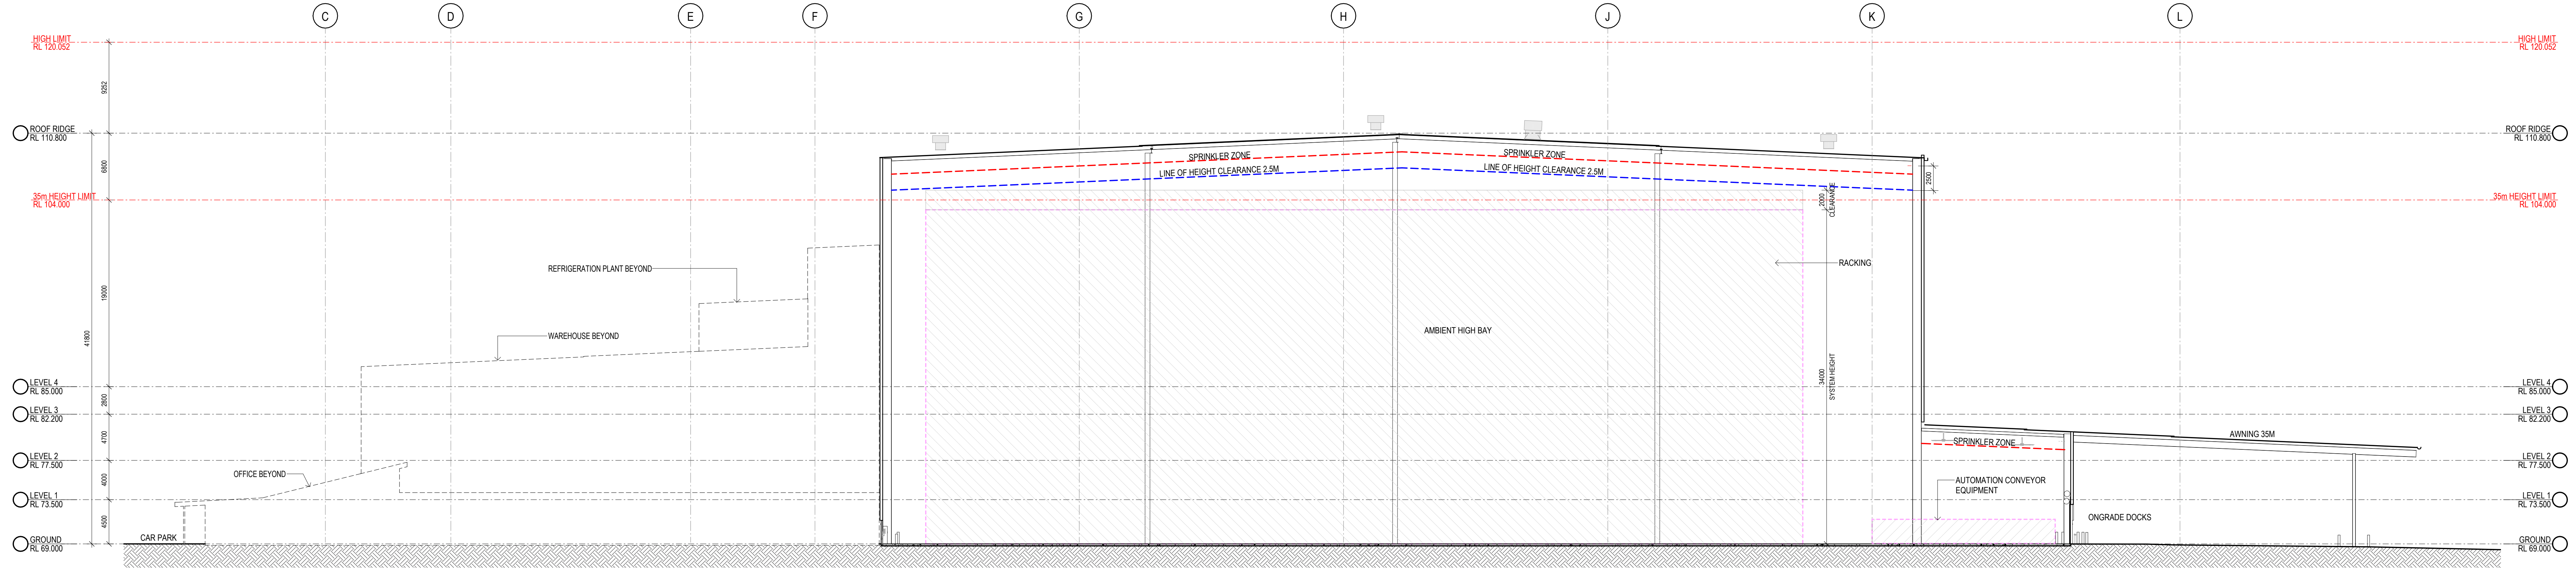 C
D
E
F
G
H
J
K
L
HIGH LIMIT
RL 120.052
HIGH LIMIT
RL 120.052
9252
ROOF RIDGE
RL 110.800
ROOF RIDGE
RL 110.800
SPRINKLER ZONE
SPRINKLER ZONE
6800
LINE OF HEIGHT CLEARANCE 2.5M
LINE OF HEIGHT CLEARANCE 2.5M
2500
35m HEIGHT LIMIT
RL 104.000
2000
CLEARANCE
35m HEIGHT LIMIT
RL 104.000
REFRIGERATION PLANT BEYOND
RACKING
19000
41800
WAREHOUSE BEYOND
AMBIENT HIGH BAY
34000
SYSTEM HEIGHT
LEVEL 4
RL 85.000
LEVEL 4
RL 85.000
2800
LEVEL 3
RL 82.200
LEVEL 3
RL 82.200
4700
SPRINKLER ZONE
AWNING 35M
LEVEL 2
RL 77.500
LEVEL 2
RL 77.500
OFFICE BEYOND
4000
AUTOMATION CONVEYOR
EQUIPMENT
LEVEL 1
RL 73.500
LEVEL 1
RL 73.500
4500
ONGRADE DOCKS
CAR PARK
GROUND
RL 69.000
GROUND
RL 69.000